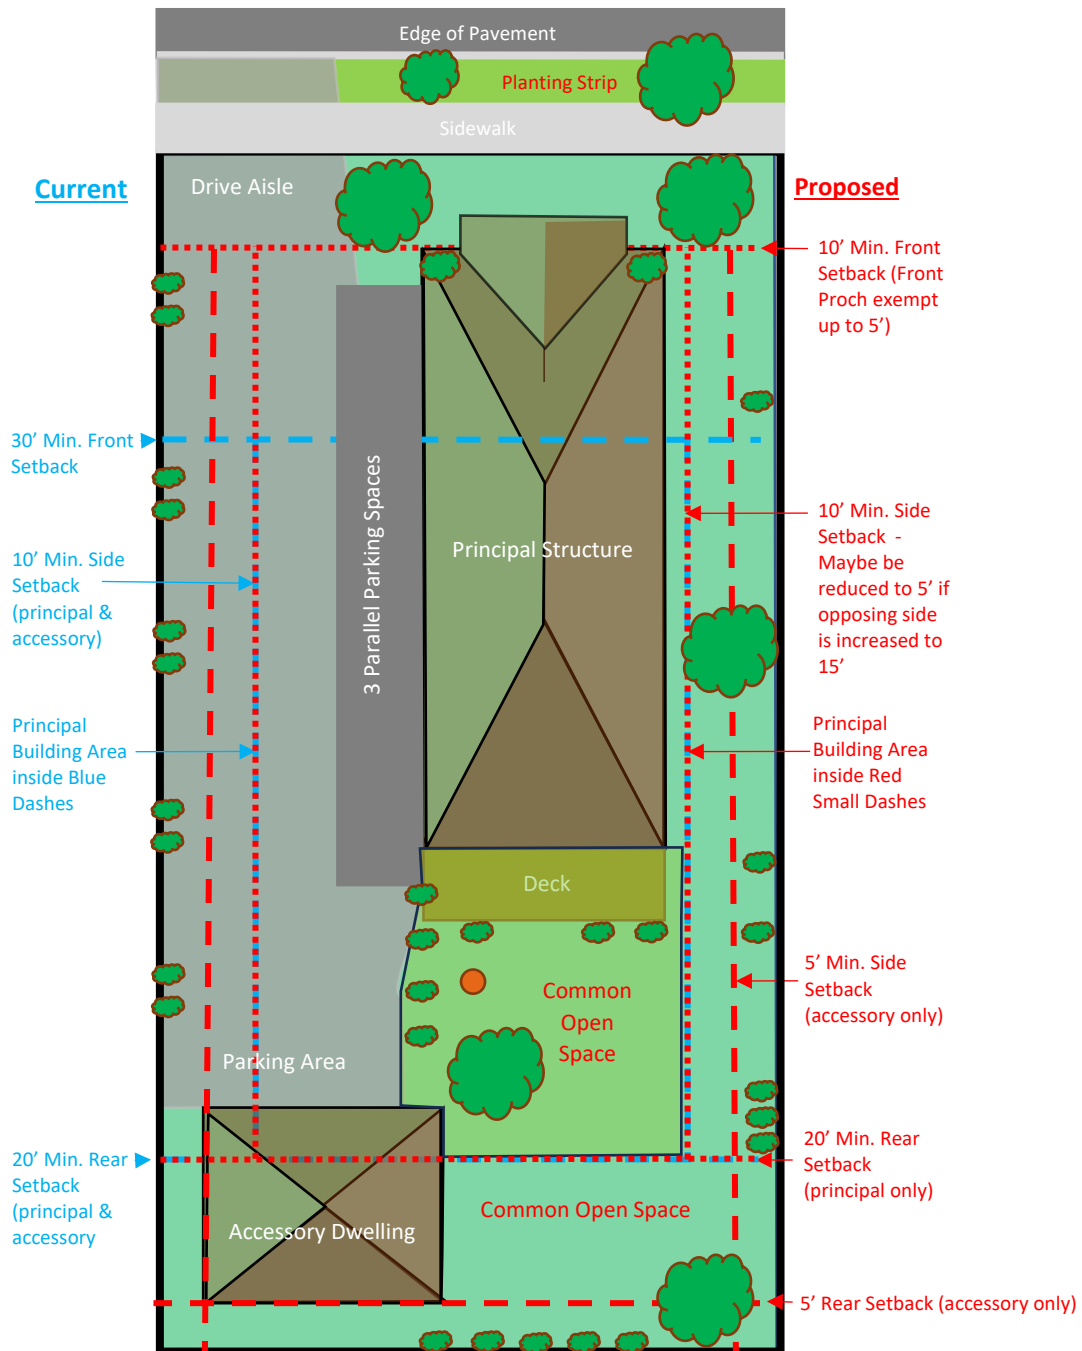 Edge of Pavement
Planting Strip
Sidewalk
Current
Drive Aisle
Proposed
10’ Min. Front
Setback (Front
Proch exempt
up to 5’)
30’ Min. Front
Setback
3 Parallel Parking Spaces
Principal Structure
10’ Min. Side
Setback -
Maybe be
reduced to 5’ if
opposing side
is increased to
15’
10’ Min. Side
Setback
(principal &
accessory)
Principal
Building Area
inside Blue
Dashes
Principal
Building Area
inside Red
Small Dashes
Deck
Common
Open
Space
5’ Min. Side
Setback
(accessory only)
Parking Area
20’ Min. Rear
Setback
(principal &
accessory
20’ Min. Rear
Setback
(principal only)
Accessory Dwelling
Common Open Space
5’ Rear Setback (accessory only)